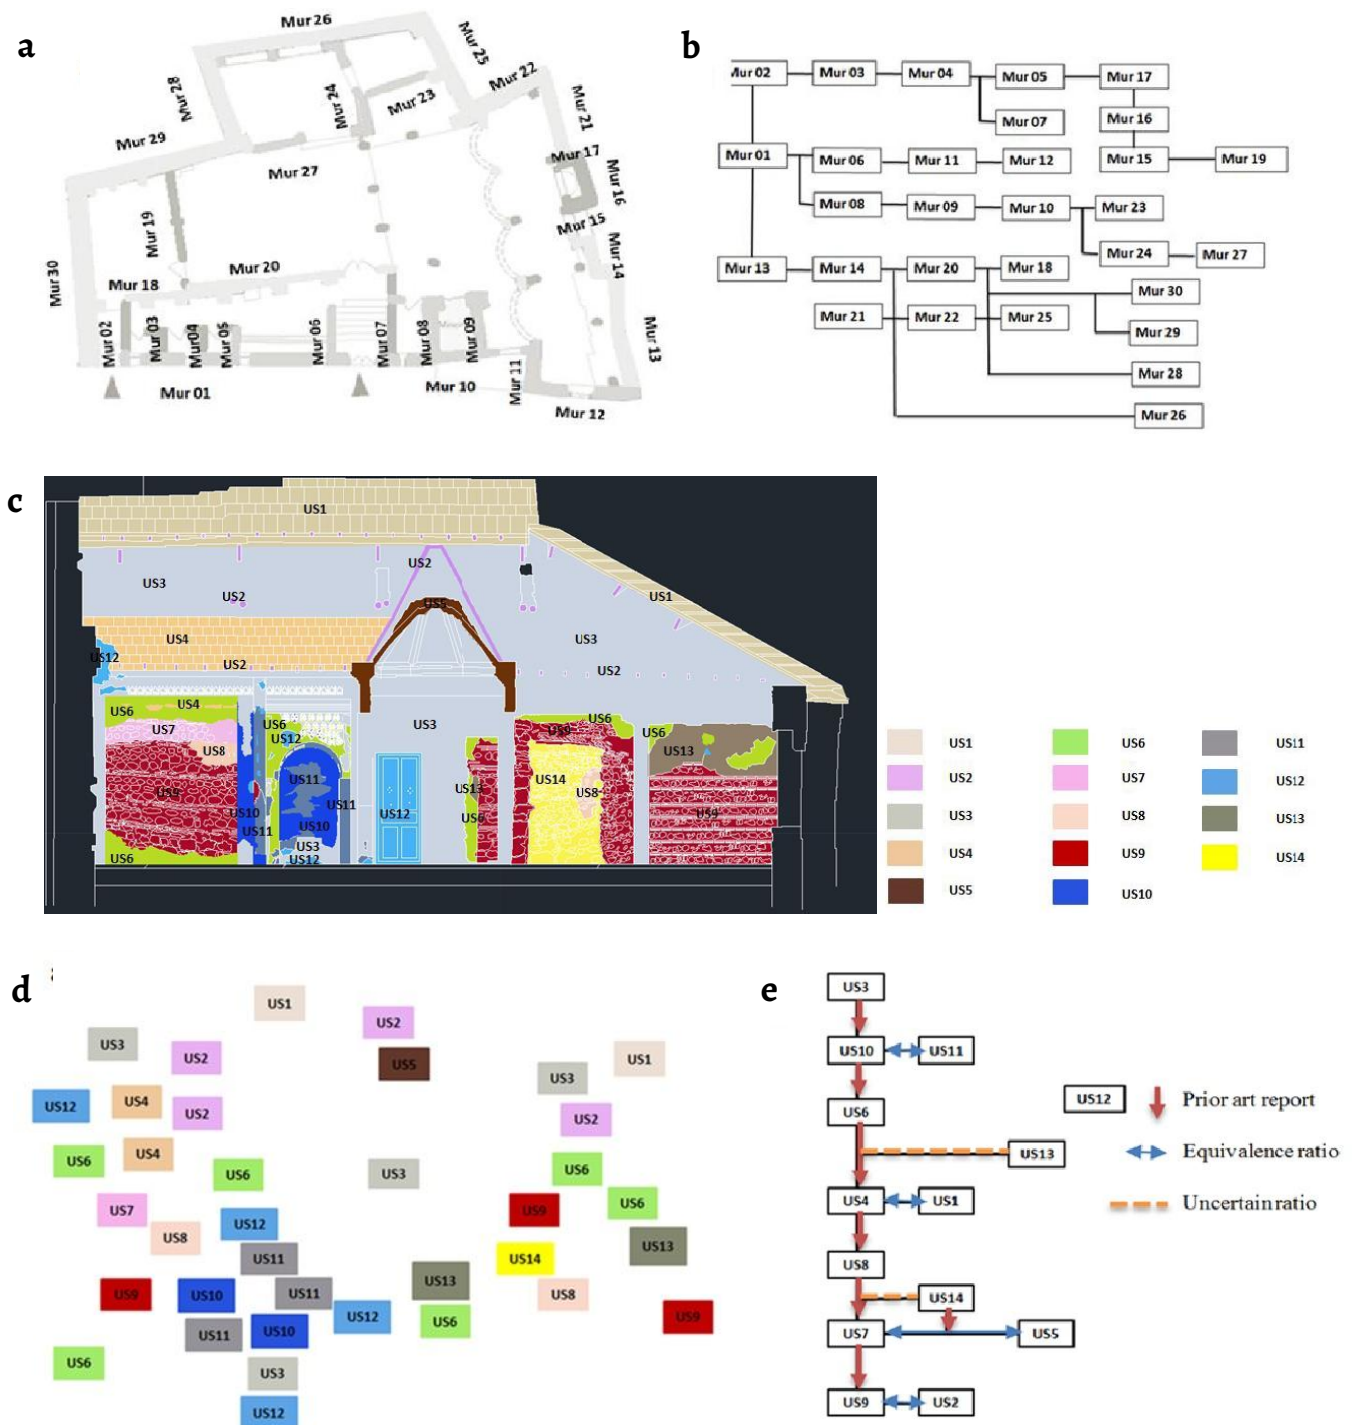 a
Mur 26
Mur 25
Mur 22
Mur 28
Mur 24
Mur 23
Mur 21
Mur 29
Mur 27
Mur 17
Mur 16
Mur 19
Mur 15
Mur 30
Mur 20
Mur 14
Mur 18
Mur 02
Mur 03
Mur04
Mur 05
Mur 06
Mur 07
Mur 08
Mur 09
Mur 13
Mur 01
Mur 10
Mur 11
Mur 12
b
Mur 02 Mur 03 Mur 04 Mur 05 Mur 17
Mur 07 Mur 16
Mur 01 Mur 06 Mur 11 Mur 12 Mur 15 Mur 19
Mur 08 Mur 09 Mur 10 Mur 23
Mur 24 Mur 27
Mur 13 Mur 14 Mur 20 Mur 18
Mur 30
Mur 21 Mur 22 Mur 25
Mur 29
Mur 28
Mur 26
c
US1
US2
US3
US2
US5
US1
US4
US3
US12
US2
US2
US4
US6
US7
US6
US12
US3
US6
US9
US6
US8
US13
US11
US14
US9
US13
US8
US11
US10
US12
US6
US9
US10
US11
US3
US6
US12
US1 US6 US11
US2 US7 US12
US3 US8 US13
US4 US9 US14
US5 US10
d
US1
US2
US3 US2 US5 US1
US3
US12 US4 US2 US2
US6 US4 US6 US3 US6
US7 US9 US6
US8 US12 US13
US11 US14
US9 US10 US11 US13 US8
US11 US10 US12 US6 US9
US6 US3
US12
e
US3
US10 US11
US12 Prior art report
US6
US13 Equivalence ratio
US4 US1 Uncertain ratio
US8
US14
US7 US5
US9 US2